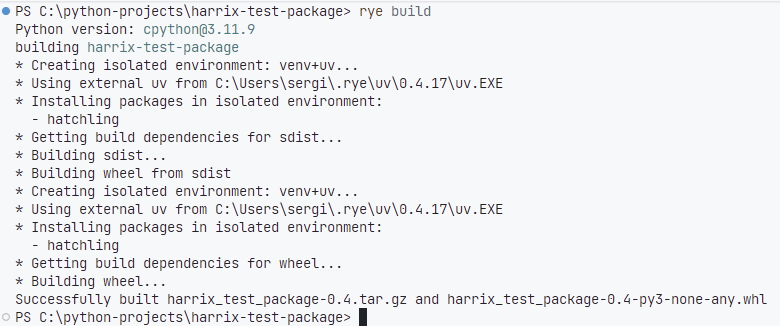 PS C:\python-projects\harrix-test-package> rye build
Python version: cpython@3.11.9
building harrix-test-package
* Creating isolated environment: venv+uv...
* Using external uv from C:\Users\sergi\.rye\uv\0.4.17\uv.EXE
* Installing packages in isolated environment:
  - hatchling
* Getting build dependencies for sdist...
* Building sdist...
* Building wheel from sdist
* Creating isolated environment: venv+uv...
* Using external uv from C:\Users\sergi\.rye\uv\0.4.17\uv.EXE
* Installing packages in isolated environment:
  - hatchling
* Getting build dependencies for wheel...
* Building wheel...
Successfully built harrix_test_package-0.4.tar.gz and harrix_test_package-0.4-py3-none-any.whl
PS C:\python-projects\harrix-test-package>